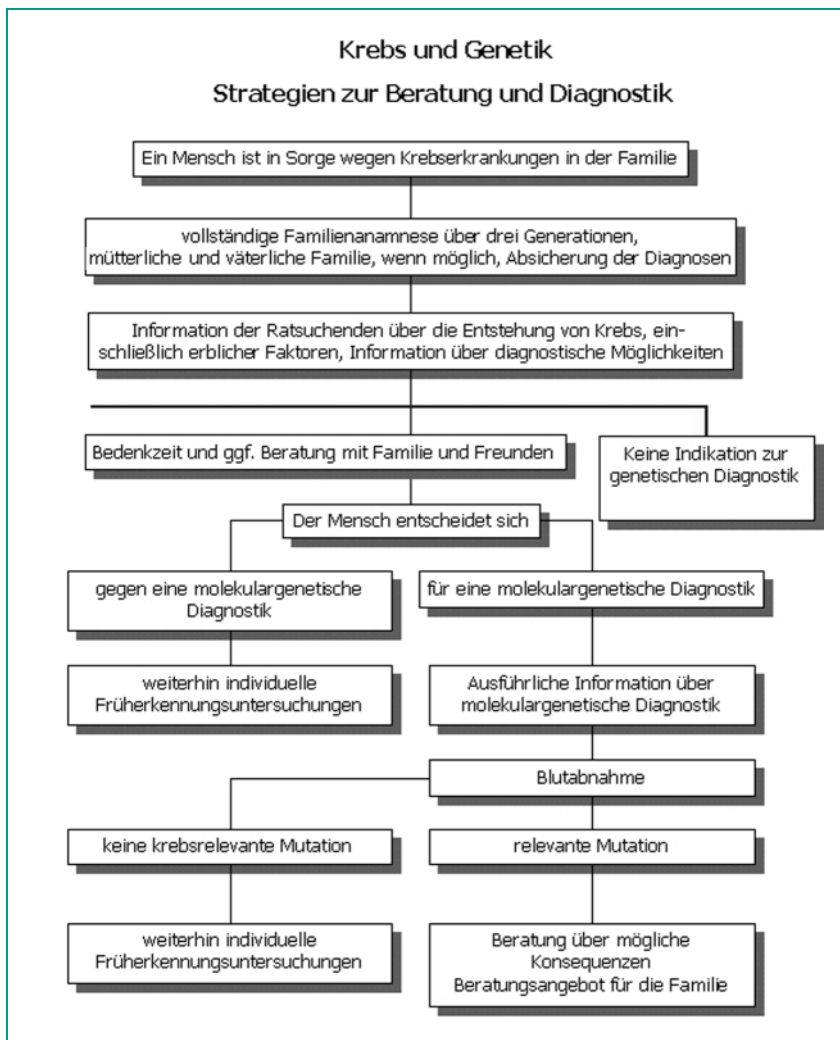 Krebs und Genetik
Strategien zur Beratung und Diagnostik
Ein Mensch ist in Sorge wegen Krebserkrankungen in der Familie
vollständige Familienanamnese über drei Generationen,
mütterliche und väterliche Familie, wenn möglich, Absicherung der Diagnosen
Information der Ratsuchenden über die Entstehung von Krebs, ein-
schließlich erblicher Faktoren, Information über diagnostische Möglichkeiten
Bedenkzeit und ggf. Beratung mit Familie und Freunden
Keine Indikation zur
genetischen Diagnostik
Der Mensch entscheidet sich
gegen eine molekulargenetische
Diagnostik
für eine molekulargenetische Diagnostik
weiterhin individuelle
Früherkennungsuntersuchungen
Ausführliche Information über
molekulargenetische Diagnostik
Blutabnahme
keine krebsrelevante Mutation
relevante Mutation
weiterhin individuelle
Früherkennungsuntersuchungen
Beratung über mögliche
Konsequenzen
Beratungsangebot für die Familie